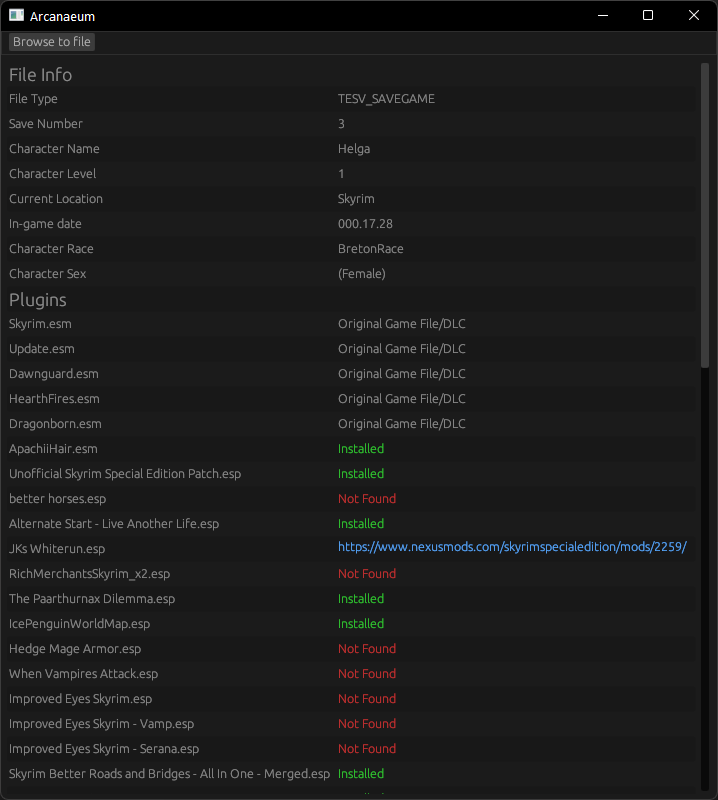 Arcanaeum
Browse to file
File Info
File Type TESV_SAVEGAME
Save Number 3
Character Name Helga
Character Level 1
Current Location Skyrim
In-game date 000.17.28
Character Race BretonRace
Character Sex (Female)
Plugins
Skyrim.esm Original Game File/DLC
Update.esm Original Game File/DLC
Dawnguard.esm Original Game File/DLC
HearthFires.esm Original Game File/DLC
Dragonborn.esm Original Game File/DLC
ApachiiHair.esm Installed
Unofficial Skyrim Special Edition Patch.esp Installed
better horses.esp Not Found
Alternate Start - Live Another Life.esp Installed
JKs Whiterun.esp https://www.nexusmods.com/skyrimspecialedition/mods/2259/
RichMerchantsSkyrim_x2.esp Not Found
The Paarthurnax Dilemma.esp Installed
IcePenguinWorldMap.esp Installed
Hedge Mage Armor.esp Not Found
When Vampires Attack.esp Not Found
Improved Eyes Skyrim.esp Not Found
Improved Eyes Skyrim - Vamp.esp Not Found
Improved Eyes Skyrim - Serana.esp Not Found
Skyrim Better Roads and Bridges - All In One - Merged.esp Installed